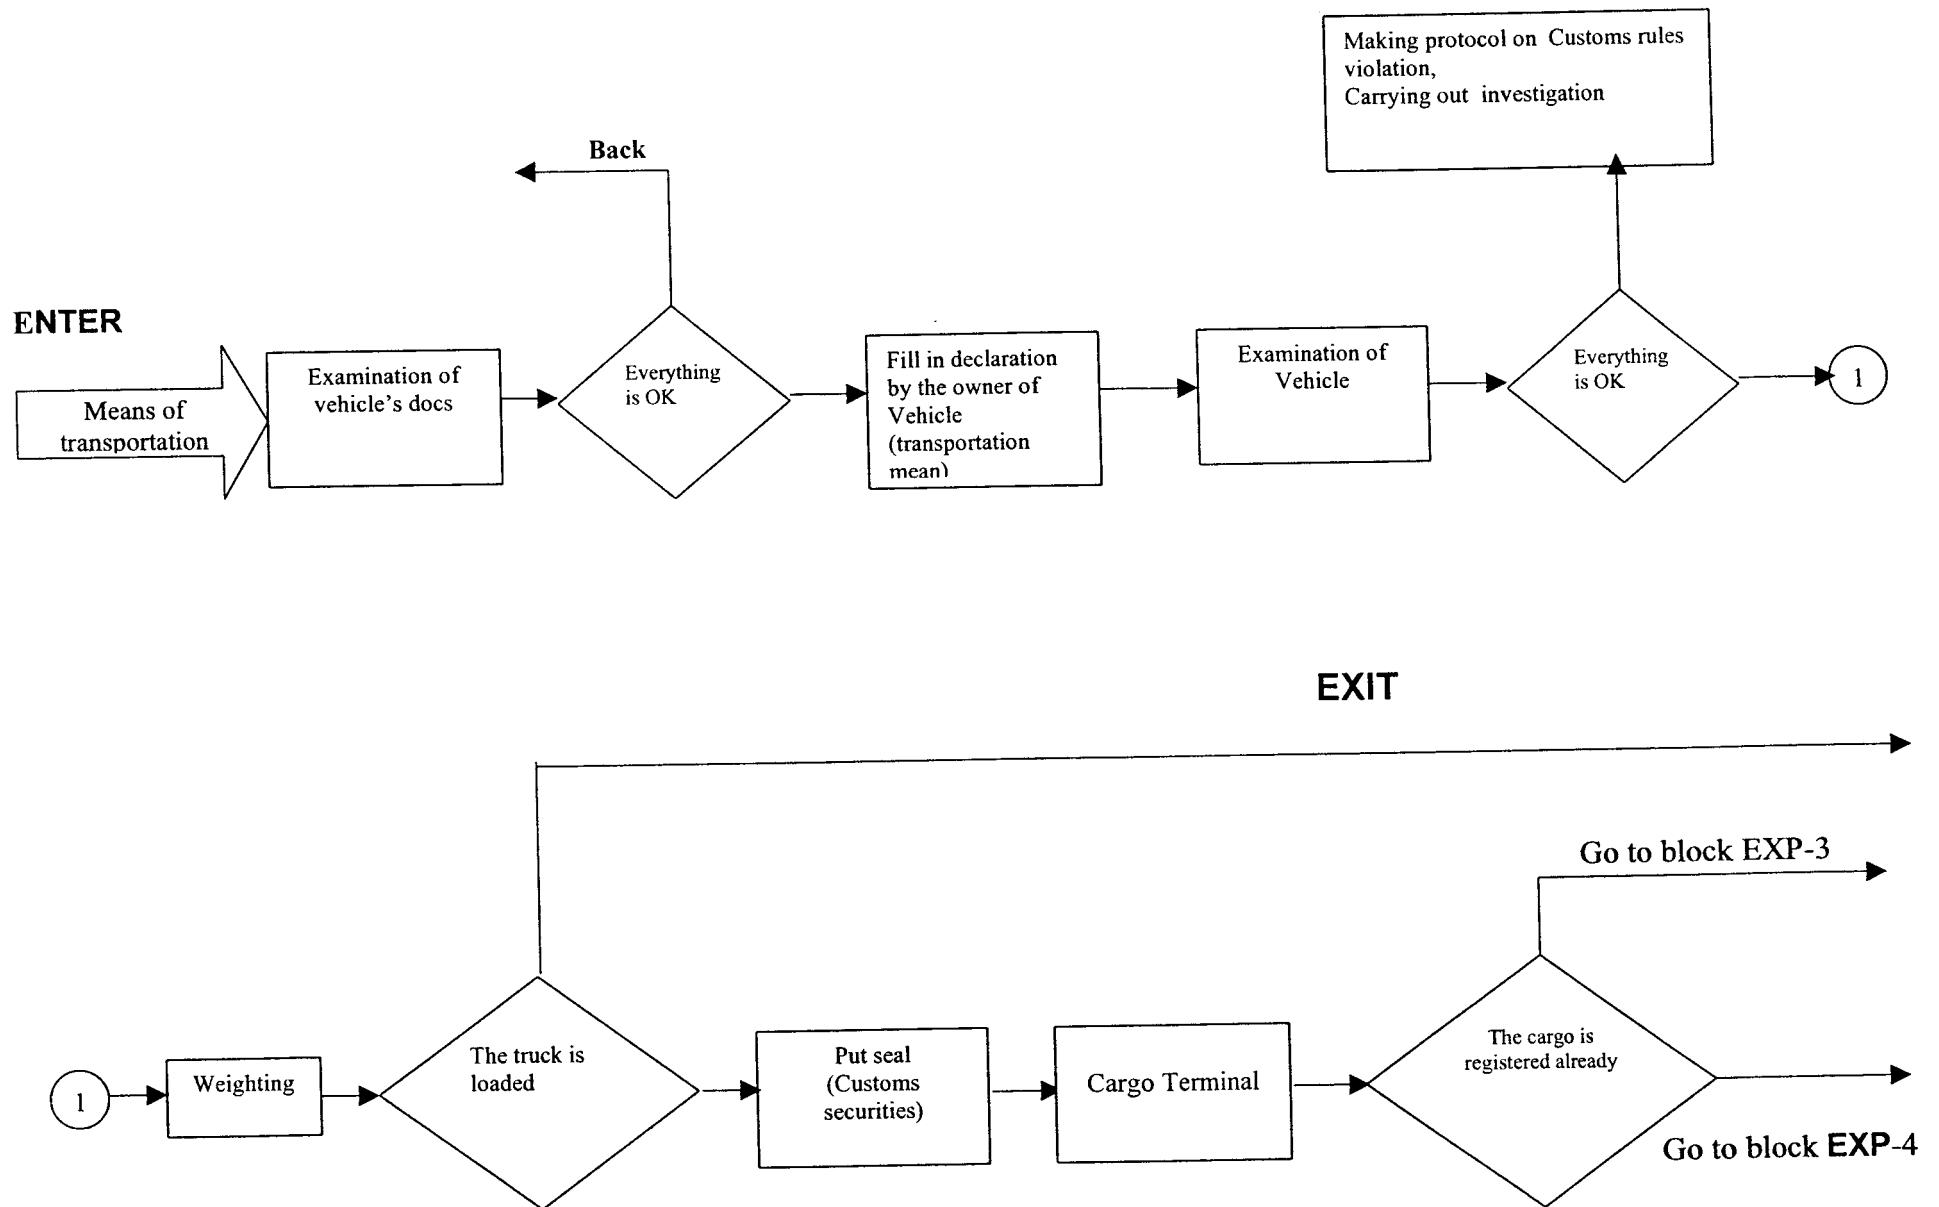 Making protocol on Customs rules
violation,
Carrying out investigation
Back
ENTER
Means of
transportation
Examination of
vehicle's docs
Everything
is OK
Fill in declaration
by the owner of
Vehicle
(transportation
mean)
Examination of
Vehicle
Everything
is OK
1
EXIT
Go to block EXP-3
1
Weighting
The truck is
loaded
Put seal
(Customs
securities)
Cargo Terminal
The cargo is
registered already
Go to block EXP-4